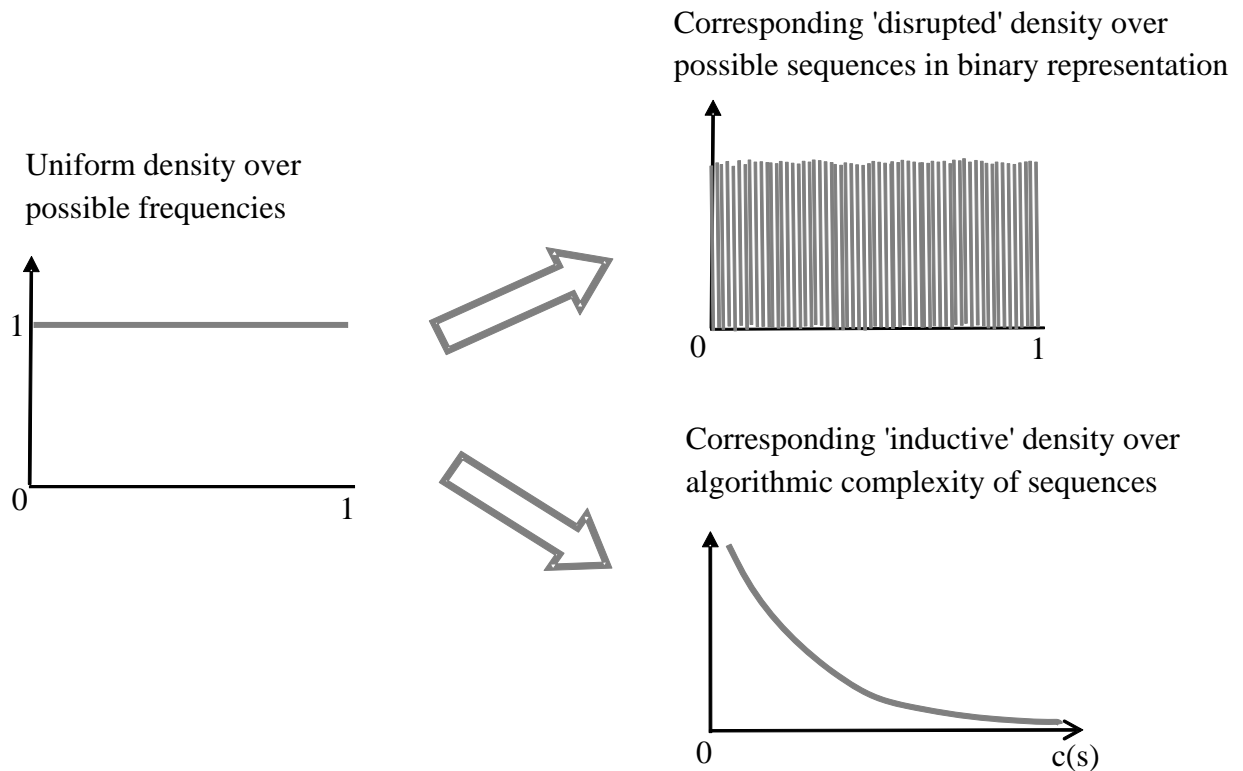 Corresponding 'disrupted' density over
possible sequences in binary representation
Uniform density over
possible frequencies
1
0
1
0
1
Corresponding 'inductive' density over
algorithmic complexity of sequences
0
c(s)